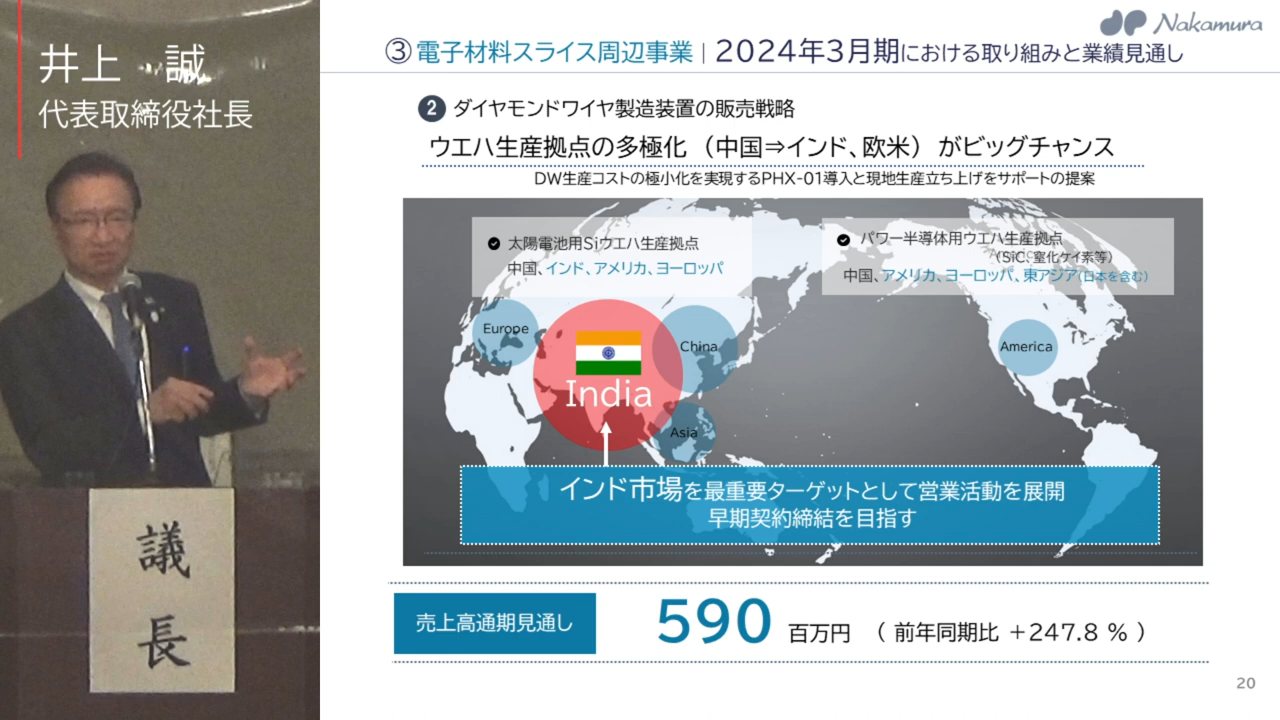 井上 誠
代表取締役社長
議長
Nakamura
③電子材料スライス周辺事業｜2024年3月期における取り組みと業績見通し
2 ダイヤモンドワイヤ製造装置の販売戦略
ウエハ生産拠点の多極化（中国⇒インド、欧米）がビッグチャンス
DW生産コストの極小化を実現するPHX-01導入と現地生産立ち上げをサポートの提案
太陽電池用Siウエハ生産拠点
中国、インド、アメリカ、ヨーロッパ
パワー半導体用ウエハ生産拠点
（SiC、窒化ケイ素等）
中国、アメリカ、ヨーロッパ、東アジア（日本を含む）
Europe
India
China
Asia
America
インド市場を最重要ターゲットとして営業活動を展開
早期契約締結を目指す
売上高通期見通し
590 百万円 （ 前年同期比 ＋247.8 % ）
20